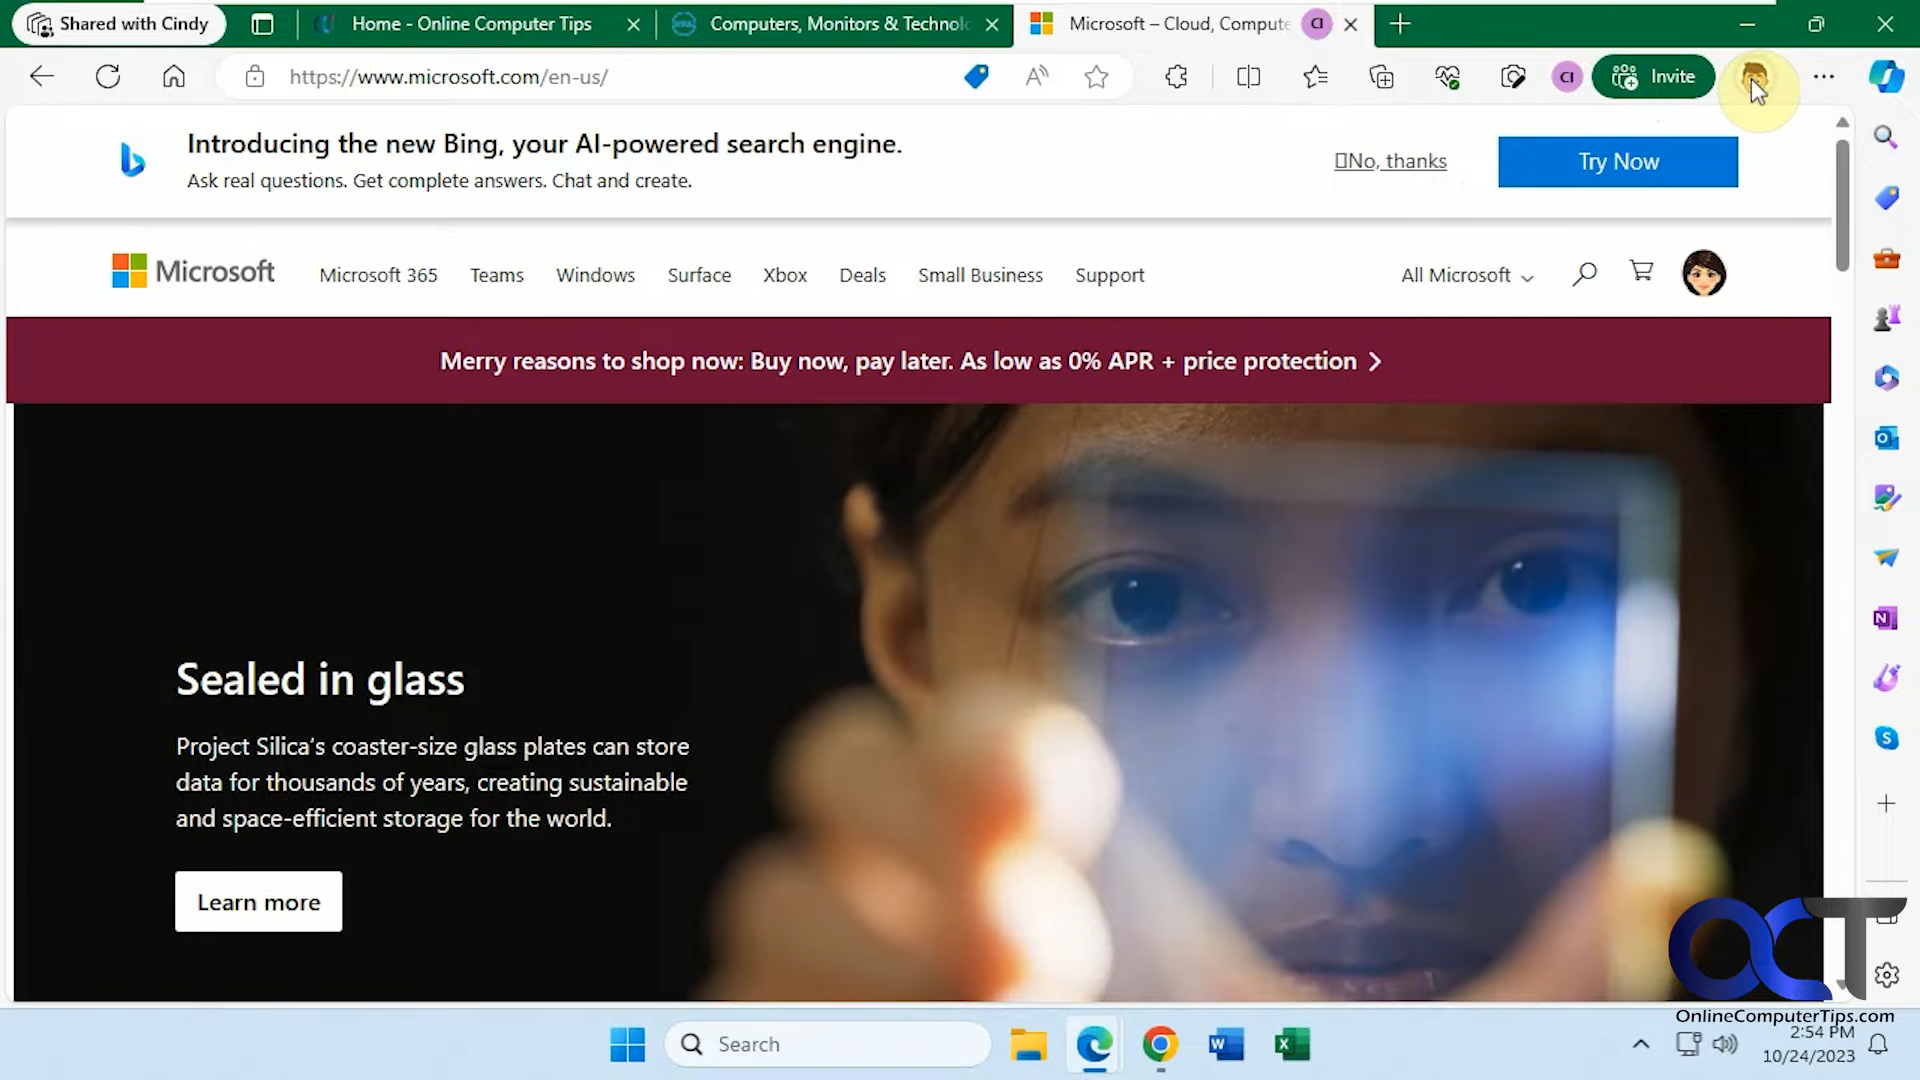 Shared with Cindy
Home - Online Computer Tips
Computers, Monitors & Technol
Microsoft – Cloud, Compute
CI
https://www.microsoft.com/en-us/
CI
Invite
Introducing the new Bing, your AI-powered search engine.
Ask real questions. Get complete answers. Chat and create.
No, thanks
Try Now
Microsoft
Microsoft 365
Teams
Windows
Surface
Xbox
Deals
Small Business
Support
All Microsoft
Merry reasons to shop now: Buy now, pay later. As low as 0% APR + price protection
Sealed in glass
Project Silica's coaster-size glass plates can store
data for thousands of years, creating sustainable
and space-efficient storage for the world.
Learn more
OCT
OnlineComputerTips.com
Search
2:54 PM
10/24/2023